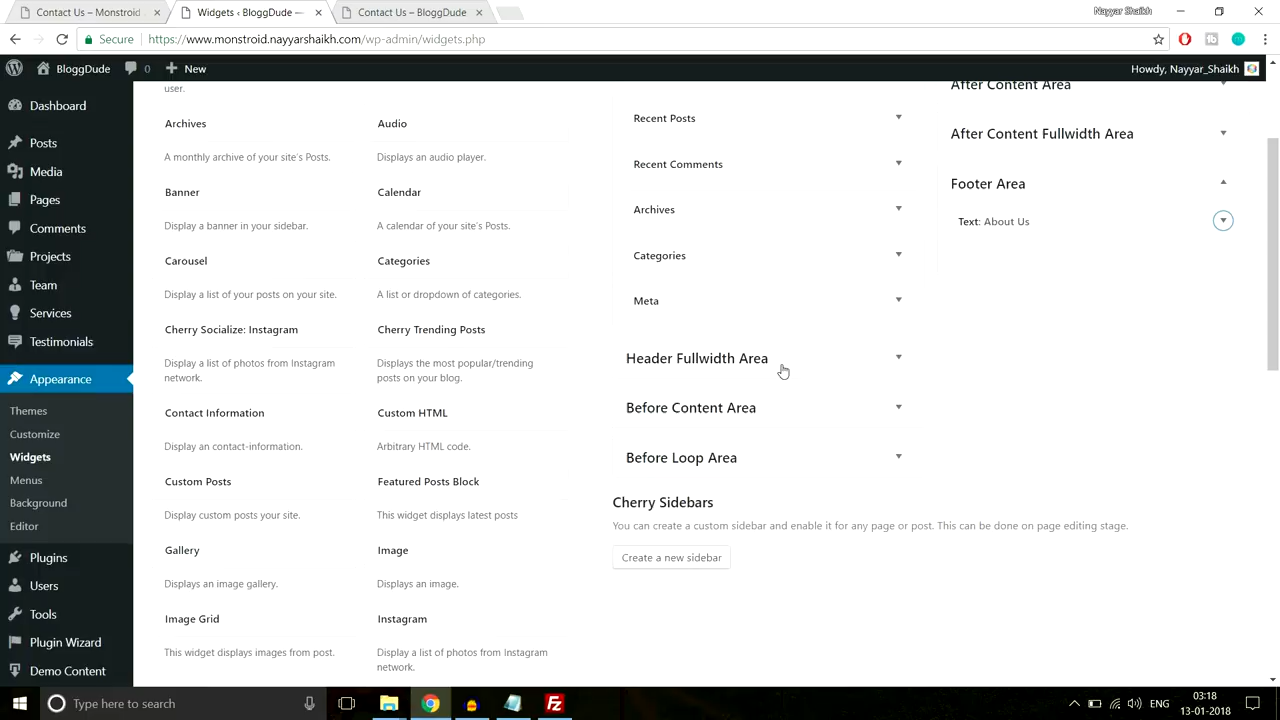 Contact Us – Monstroid
Widgets ‹ BloggDude —
Contact Us – BloggDude
Nayyar Shaikh
Secure
https://www.monstroid.nayyarshaikh.com/wp-admin/widgets.php
BloggDude
0
New
Howdy, Nayyar_Shaikh
Dashboard
Posts
Media
Pages
Comments
Projects
Team
Services
Testimonials
Appearance
Themes
Customize
Widgets
Menus
Background
Editor
Plugins
Users
Tools
Plugin Wizard
Demo Content
user.
Archives
Audio
A monthly archive of your site's Posts.
Displays an audio player.
Banner
Calendar
Display a banner in your sidebar.
A calendar of your site's Posts.
Carousel
Categories
Display a list of your posts on your site.
A list or dropdown of categories.
Cherry Socialize: Instagram
Cherry Trending Posts
Display a list of photos from Instagram
network.
Displays the most popular/trending
posts on your blog.
Contact Information
Custom HTML
Display an contact-information.
Arbitrary HTML code.
Custom Posts
Featured Posts Block
Display custom posts your site.
This widget displays latest posts
Gallery
Image
Displays an image gallery.
Displays an image.
Image Grid
Instagram
This widget displays images from post.
Display a list of photos from Instagram
network.
Recent Posts
Recent Comments
Archives
Categories
Meta
Header Fullwidth Area
Before Content Area
Before Loop Area
Cherry Sidebars
You can create a custom sidebar and enable it for any page or post. This can be done on page editing stage.
Create a new sidebar
After Content Area
After Content Fullwidth Area
Footer Area
Text: About Us
Type here to search
ENG
03:18
13-01-2018